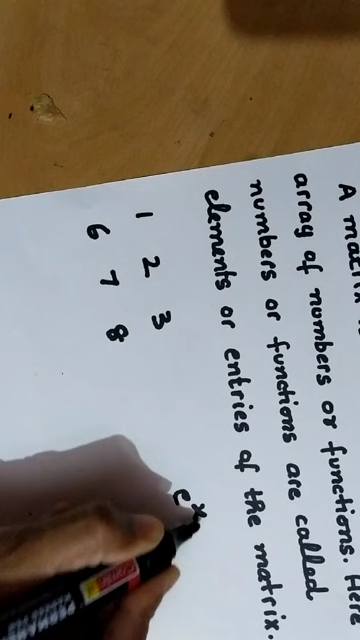 A matrix
array of numbers or functions. Here
numbers or functions are called
elements or entries of the matrix.
1 2 3 eˣ
6 7 8